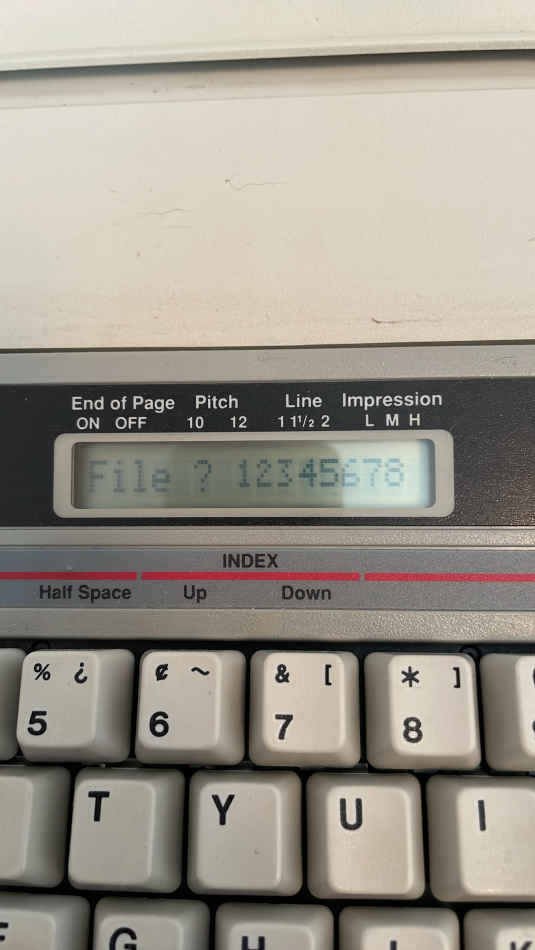 End of Page Pitch Line Impression
ON OFF 10 12 1 1½ 2 L M H
File ? 12345678
INDEX
Half Space Up Down
% ¿ ¢ ~ & [ * ]
5 6 7 8
T Y U I
G H